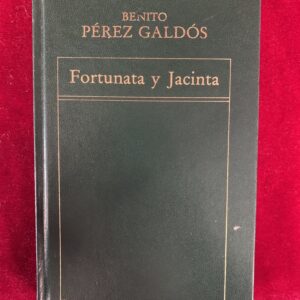 BENITO
PÉREZ GALDÓS
Fortunata y Jacinta